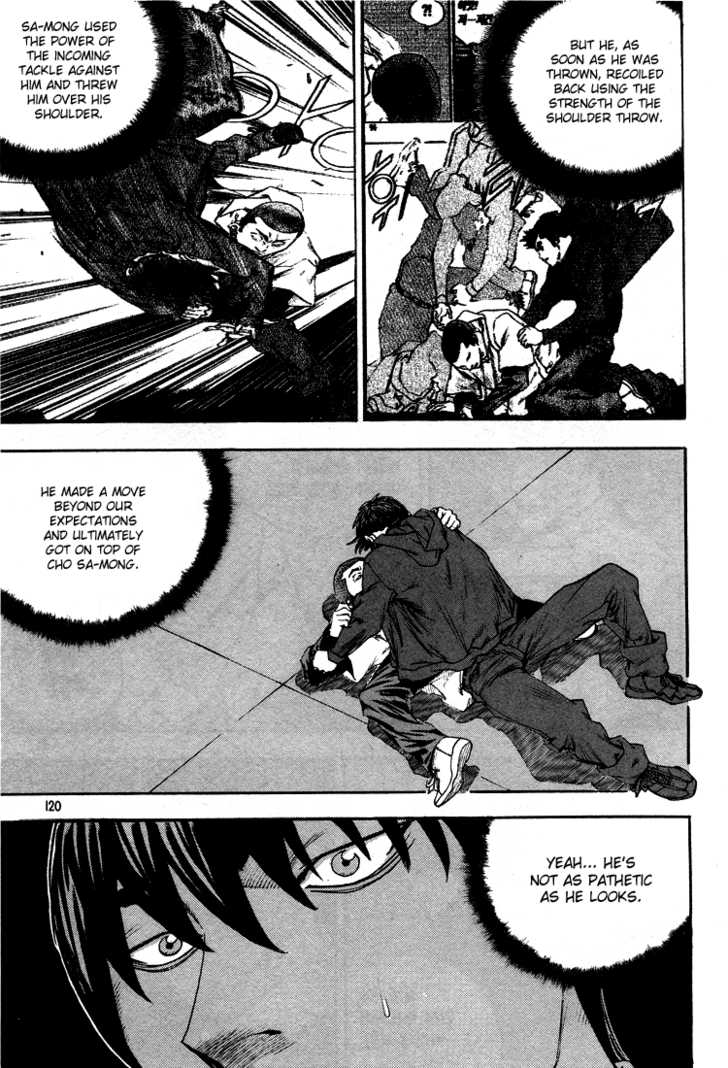 SA-MONG USED
THE POWER OF
THE INCOMING
TACKLE AGAINST
HIM AND THREW
HIM OVER HIS
SHOULDER.
?!
BUT HE, AS
SOON AS HE WAS
THROWN, RECOILED
BACK USING THE
STRENGTH OF THE
SHOULDER THROW.
HE MADE A MOVE
BEYOND OUR
EXPECTATIONS
AND ULTIMATELY
GOT ON TOP OF
CHO SA-MONG.
120
YEAH... HE'S
NOT AS PATHETIC
AS HE LOOKS.